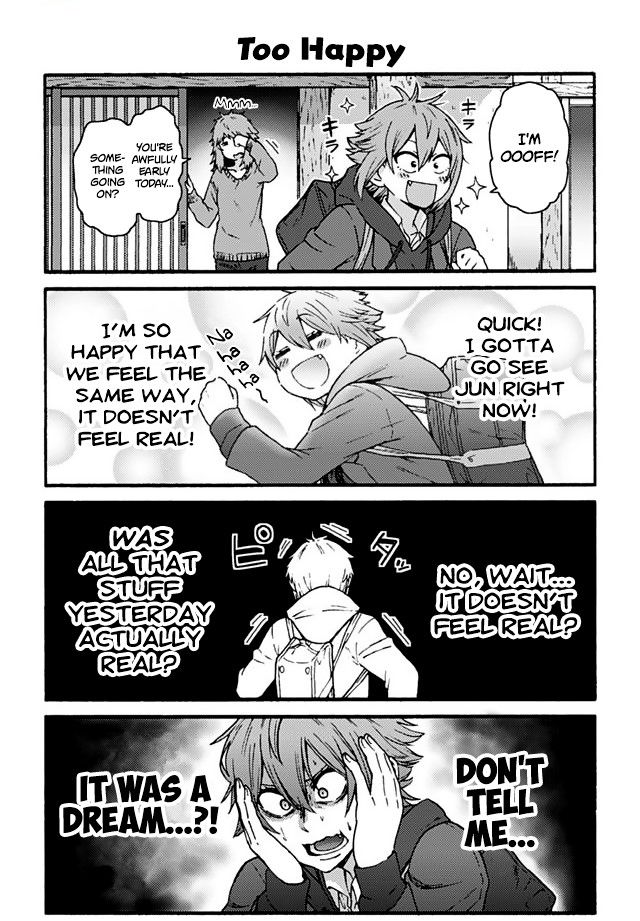 Too Happy
I'M
OOOFF!
キラ
キラ
Mmm...
YOU'RE
AWFULLY
EARLY
TODAY...
SOME-
THING
GOING
ON?
QUICK!
I GOTTA
GO SEE
JUN RIGHT
NOW!
Na
ha
ha
ha
ha~
I'M SO
HAPPY THAT
WE FEEL THE
SAME WAY,
IT DOESN'T
FEEL REAL!
NO, WAIT...
IT DOESN'T
FEEL REAL?
ピタッ
WAS
ALL THAT
STUFF
YESTERDAY
ACTUALLY
REAL?
DON'T
TELL
ME...
IT WAS A
DREAM...?!